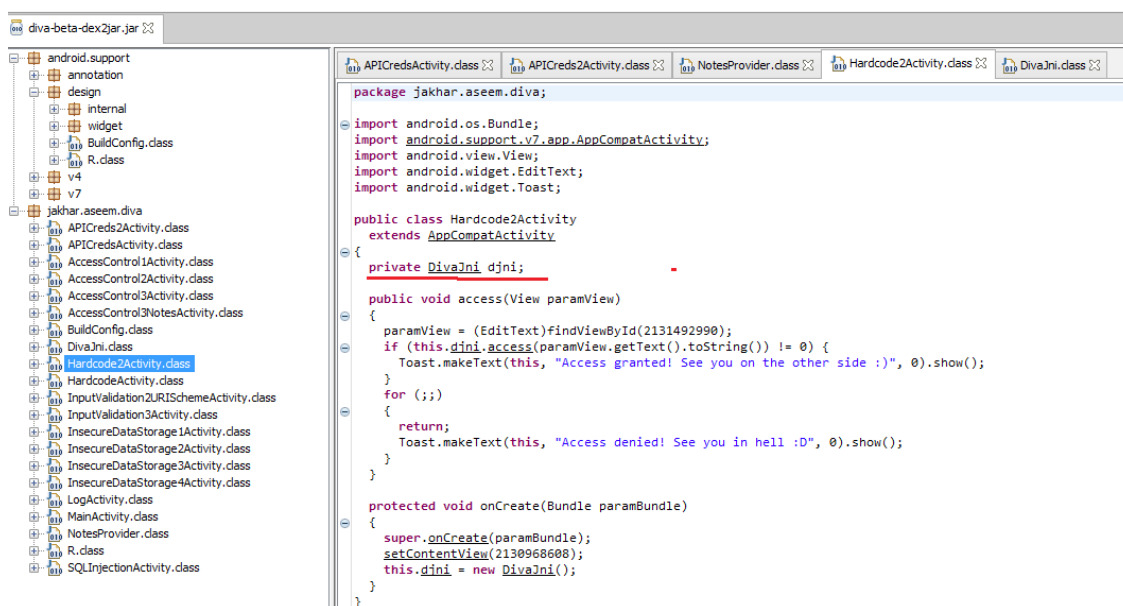 diva-beta-dex2jar.jar
android.support
annotation
design
internal
widget
BuildConfig.class
R.class
v4
v7
jakhar.aseem.diva
APICreds2Activity.class
APICredsActivity.class
AccessControl1Activity.class
AccessControl2Activity.class
AccessControl3Activity.class
AccessControl3NotesActivity.class
BuildConfig.class
DivaJni.class
Hardcode2Activity.class
HardcodeActivity.class
InputValidation2URISchemeActivity.class
InputValidation3Activity.class
InsecureDataStorage1Activity.class
InsecureDataStorage2Activity.class
InsecureDataStorage3Activity.class
InsecureDataStorage4Activity.class
LogActivity.class
MainActivity.class
NotesProvider.class
R.class
SQLInjectionActivity.class
APICredsActivity.class APICreds2Activity.class NotesProvider.class Hardcode2Activity.class DivaJni.class
package jakhar.aseem.diva;
import android.os.Bundle;
import android.support.v7.app.AppCompatActivity;
import android.view.View;
import android.widget.EditText;
import android.widget.Toast;
public class Hardcode2Activity
extends AppCompatActivity
{
private DivaJni djni;
public void access(View paramView)
{
paramView = (EditText)findViewById(2131492990);
if (this.djni.access(paramView.getText().toString()) != 0) {
Toast.makeText(this, "Access granted! See you on the other side :)", 0).show();
}
for (;;)
{
return;
Toast.makeText(this, "Access denied! See you in hell :D", 0).show();
}
}
protected void onCreate(Bundle paramBundle)
{
super.onCreate(paramBundle);
setContentView(2130968608);
this.djni = new DivaJni();
}
}